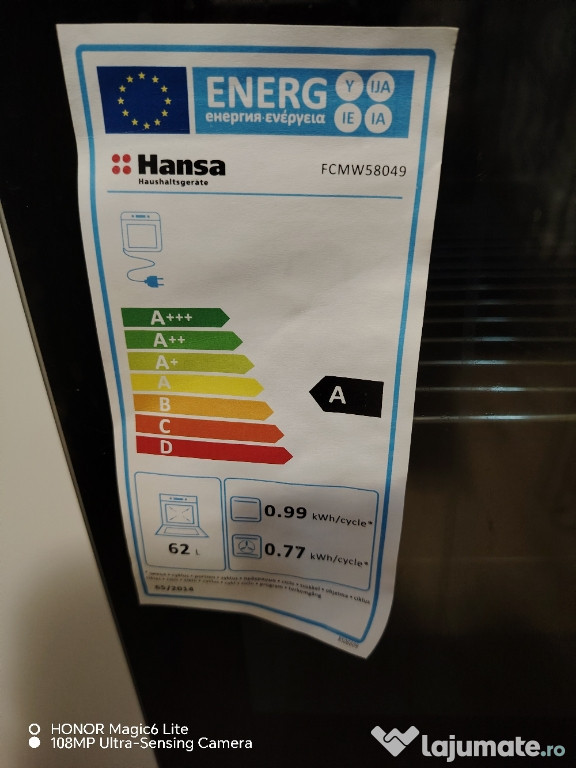 ENERG
енергия·ενέργεια
Y
IJA
IE
IA
Hansa
Haushaltsgeräte
FCMW58049
A+++
A++
A+
A
B
C
D
A
62 L
0.99 kWh/cycle*
0.77 kWh/cycle*
65/2014
HONOR Magic6 Lite
108MP Ultra-Sensing Camera
lajumate.ro